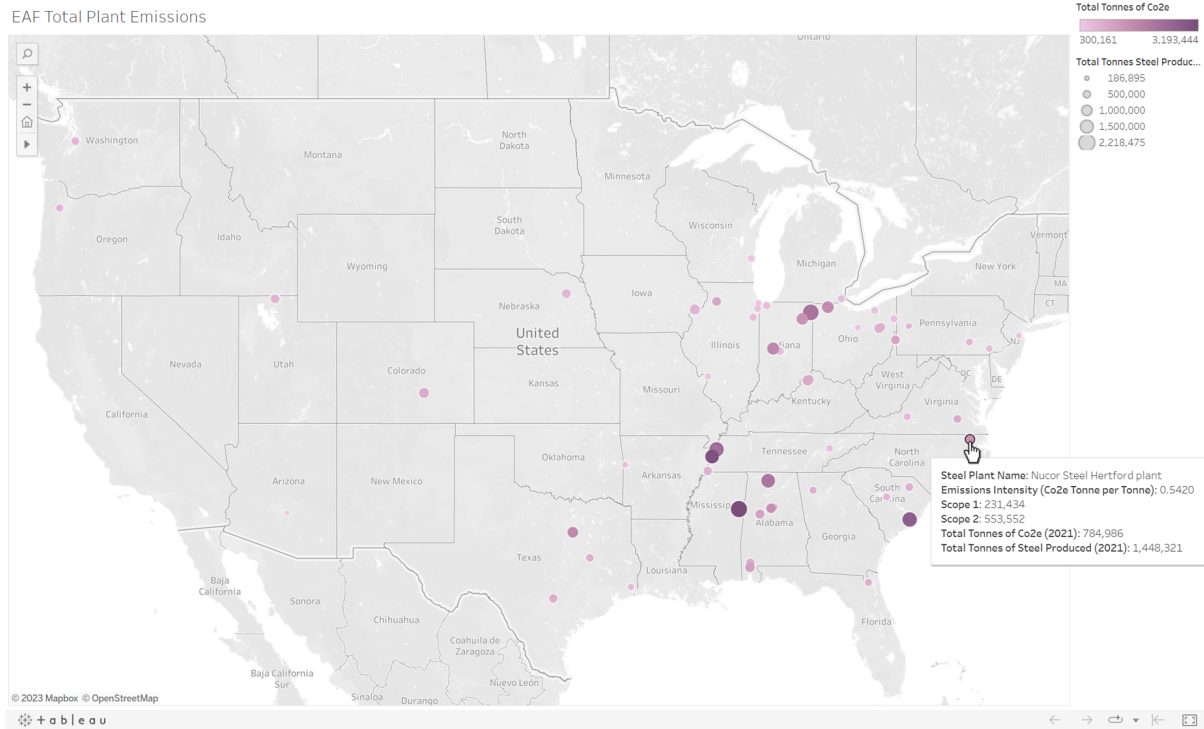 EAF Total Plant Emissions
Total Tonnes of Co2e
300,161 3,193,444
Total Tonnes Steel Produc...
186,895
500,000
1,000,000
1,500,000
2,218,475
Ontario
Washington
Montana
North
Dakota
Minnesota
Oregon
Idaho
South
Dakota
Wisconsin
Michigan
Vermont
Wyoming
New York
MA
CT
Iowa
Nebraska
United
States
Pennsylvania
NJ
Nevada
Utah
Colorado
Illinois
iana
Ohio
Kansas
Missouri
West
Virginia
DC
DE
California
Kentucky
Virginia
Oklahoma
Arkansas
Tennessee
North
Carolina
Arizona
New Mexico
South
Carolina
Mississip
Alabama
Georgia
Texas
Louisiana
Florida
Baja
California
Sonora
Chihuahua
Coahuila de
Zaragoza
Baja California
Sur
Sinaloa
Durango
Nuevo León
Steel Plant Name: Nucor Steel Hertford plant
Emissions Intensity (Co2e Tonne per Tonne): 0.5420
Scope 1: 231,434
Scope 2: 553,552
Total Tonnes of Co2e (2021): 784,986
Total Tonnes of Steel Produced (2021): 1,448,321
© 2023 Mapbox © OpenStreetMap
+ableau